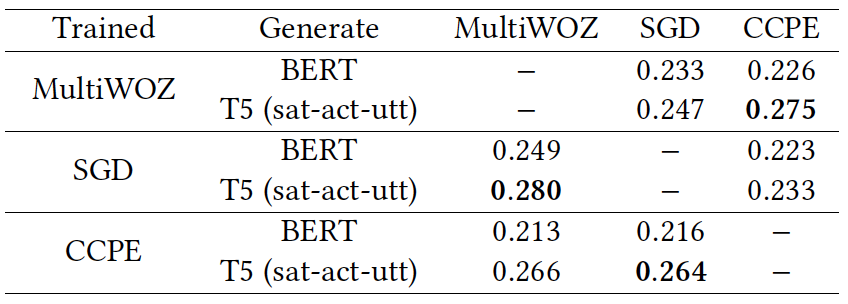 Trained Generate MultiWOZ SGD CCPE
MultiWOZ BERT – 0.233 0.226
T5 (sat-act-utt) – 0.247 0.275
SGD BERT 0.249 – 0.223
T5 (sat-act-utt) 0.280 – 0.233
CCPE BERT 0.213 0.216 –
T5 (sat-act-utt) 0.266 0.264 –